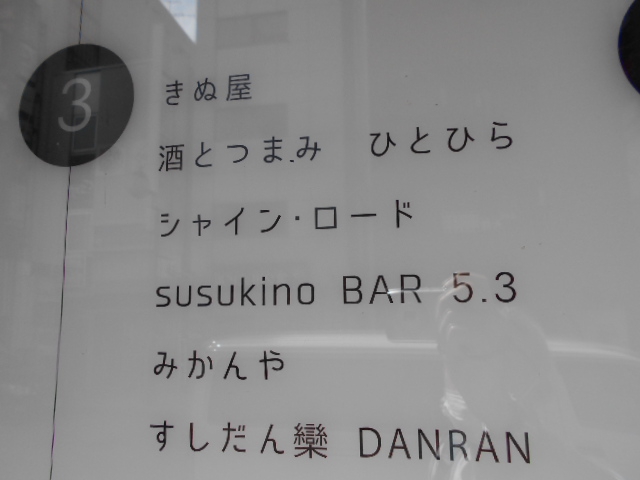 3
きぬ屋
酒とつまみ　ひとひら
シャイン・ロード
susukino BAR 5.3
みかんや
すしだん欒 DANRAN